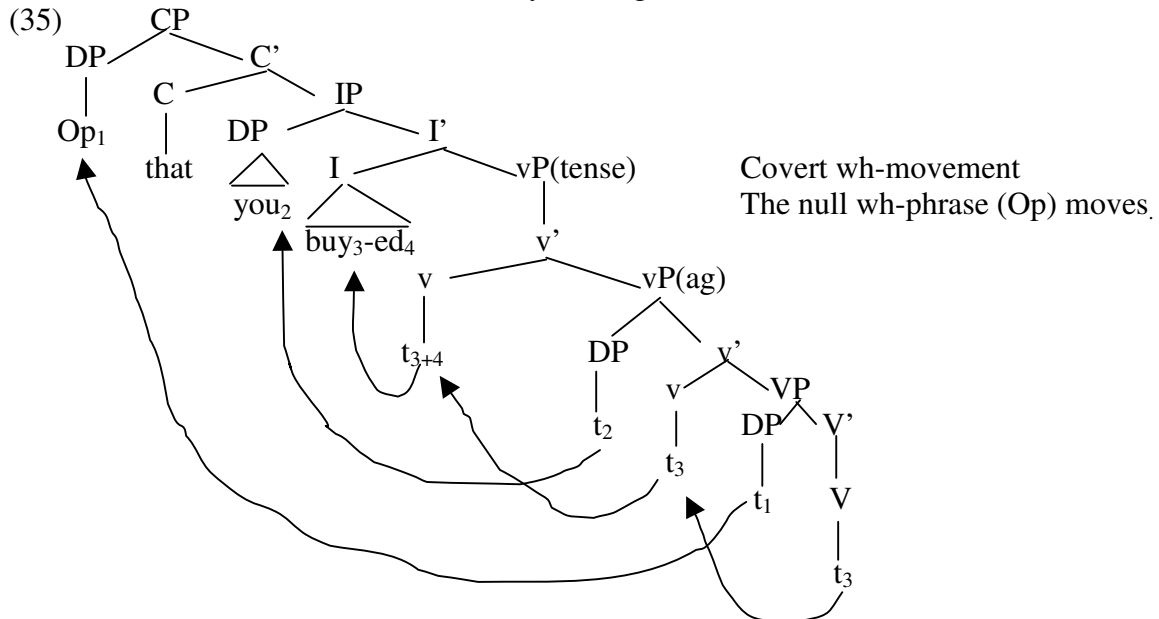 (35) CP
DP C’
C IP
Op₁ DP I’
that I vP(tense) Covert wh-movement
you₂ The null wh-phrase (Op) moves
buy₃-ed₄ v’
v vP(ag)
t₃₊₄ DP v’
v VP
t₂ DP V’
t₃
t₁ V
t₃